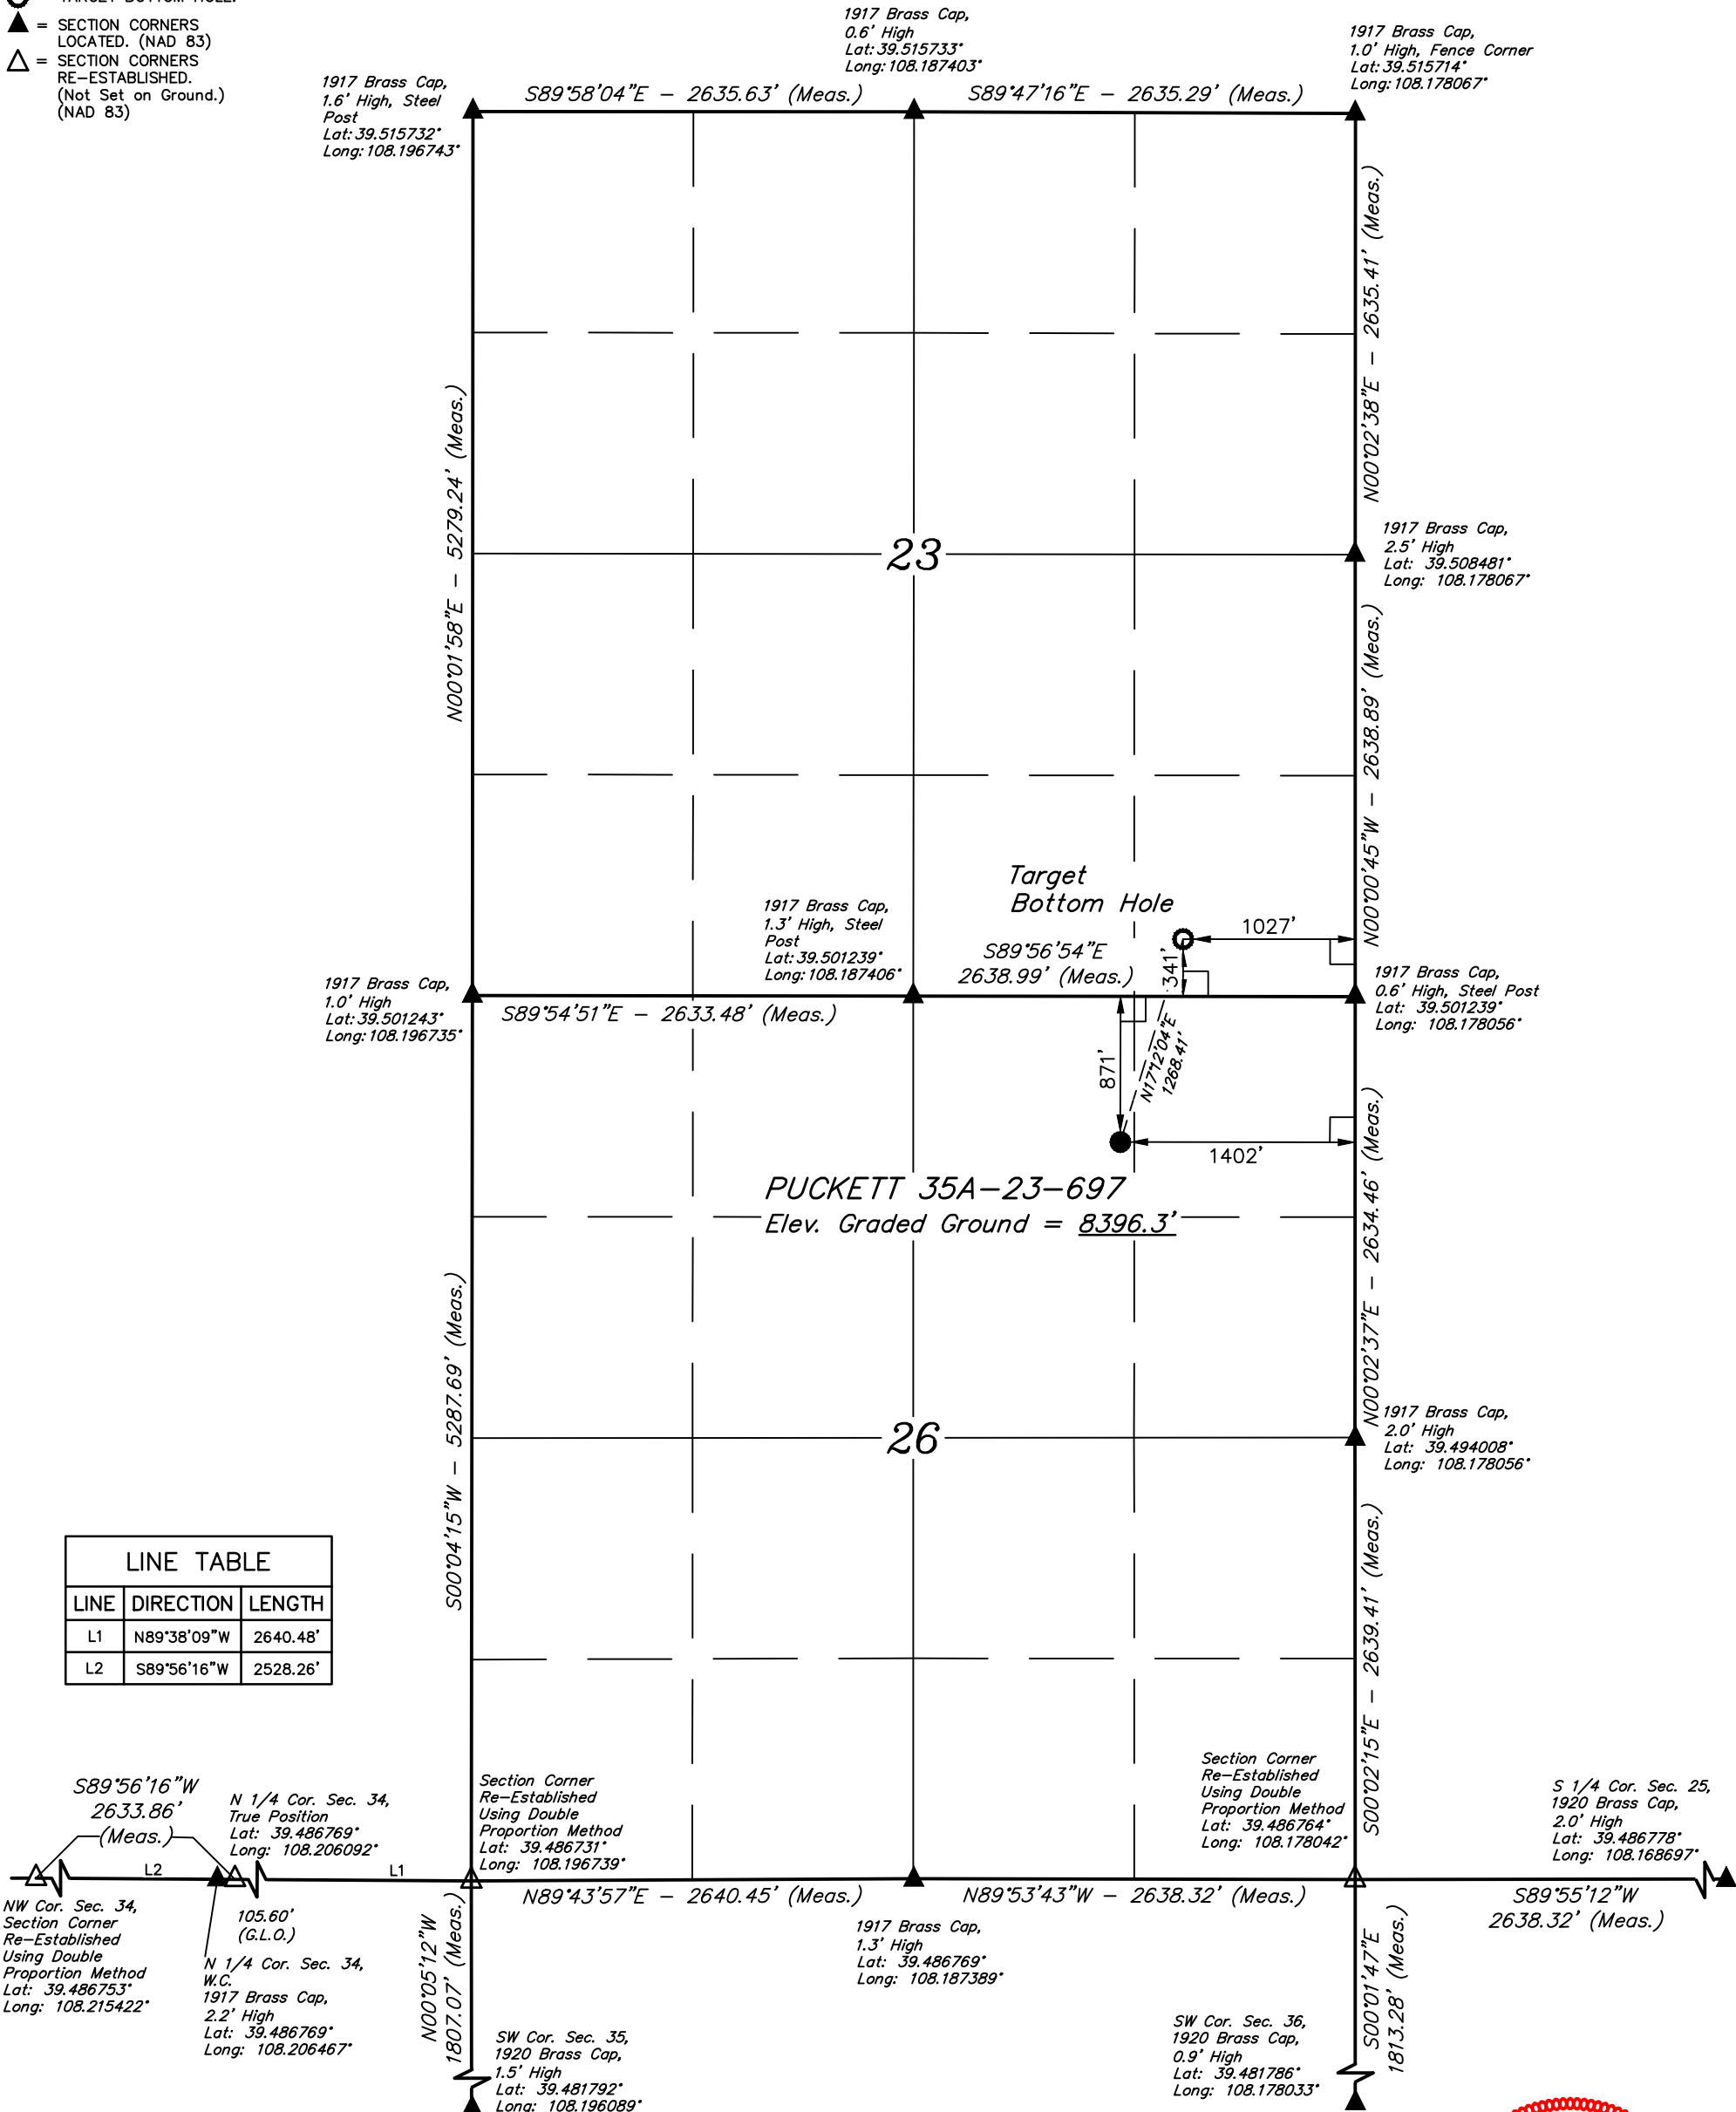 = SECTION CORNERS
LOCATED. (NAD 83)
= SECTION CORNERS
RE-ESTABLISHED.
(Not Set on Ground.)
(NAD 83)
1917 Brass Cap,
1.6' High, Steel
Post
Lat: 39.515732°
Long: 108.196743°
S89°58'04"E - 2635.63' (Meas.)
1917 Brass Cap,
0.6' High
Lat: 39.515733°
Long: 108.187403°
S89°47'16"E - 2635.29' (Meas.)
1917 Brass Cap,
1.0' High, Fence Corner
Lat: 39.515714°
Long: 108.178067°
N00°02'38"E - 2635.41' (Meas.)
N00°01'58"E - 5279.24' (Meas.)
23
1917 Brass Cap,
2.5' High
Lat: 39.508481°
Long: 108.178067°
N00°00'45"W - 2638.89' (Meas.)
Target
Bottom Hole
1027'
341'
1917 Brass Cap,
1.3' High, Steel
Post
Lat: 39.501239°
Long: 108.187406°
S89°56'54"E
2638.99' (Meas.)
1917 Brass Cap,
1.0' High
Lat: 39.501243°
Long: 108.196735°
S89°54'51"E - 2633.48' (Meas.)
1917 Brass Cap,
0.6' High, Steel Post
Lat: 39.501239°
Long: 108.178056°
871'
N17°12'04"E
1268.41'
1402'
PUCKETT 35A-23-697
Elev. Graded Ground = 8396.3'
N00°02'37"E - 2634.46' (Meas.)
S00°04'15"W - 5287.69' (Meas.)
26
1917 Brass Cap,
2.0' High
Lat: 39.494008°
Long: 108.178056°
S00°02'15"E - 2639.41' (Meas.)
LINE TABLE
LINE DIRECTION LENGTH
L1 N89°38'09"W 2640.48'
L2 S89°56'16"W 2528.26'
S89°56'16"W
2633.86'
(Meas.)
N 1/4 Cor. Sec. 34,
True Position
Lat: 39.486769°
Long: 108.206092°
L2
L1
Section Corner
Re-Established
Using Double
Proportion Method
Lat: 39.486731°
Long: 108.196739°
Section Corner
Re-Established
Using Double
Proportion Method
Lat: 39.486764°
Long: 108.178042°
S 1/4 Cor. Sec. 25,
1920 Brass Cap,
2.0' High
Lat: 39.486778°
Long: 108.168697°
NW Cor. Sec. 34,
Section Corner
Re-Established
Using Double
Proportion Method
Lat: 39.486753°
Long: 108.215422°
105.60'
(G.L.O.)
N 1/4 Cor. Sec. 34,
W.C.
1917 Brass Cap,
2.2' High
Lat: 39.486769°
Long: 108.206467°
N89°43'57"E - 2640.45' (Meas.)
N89°53'43"W - 2638.32' (Meas.)
S89°55'12"W
2638.32' (Meas.)
1917 Brass Cap,
1.3' High
Lat: 39.486769°
Long: 108.187389°
N00°05'12"W
1807.07' (Meas.)
S00°01'47"E
1813.28' (Meas.)
SW Cor. Sec. 35,
1920 Brass Cap,
1.5' High
Lat: 39.481792°
Long: 108.196089°
SW Cor. Sec. 36,
1920 Brass Cap,
0.9' High
Lat: 39.481786°
Long: 108.178033°